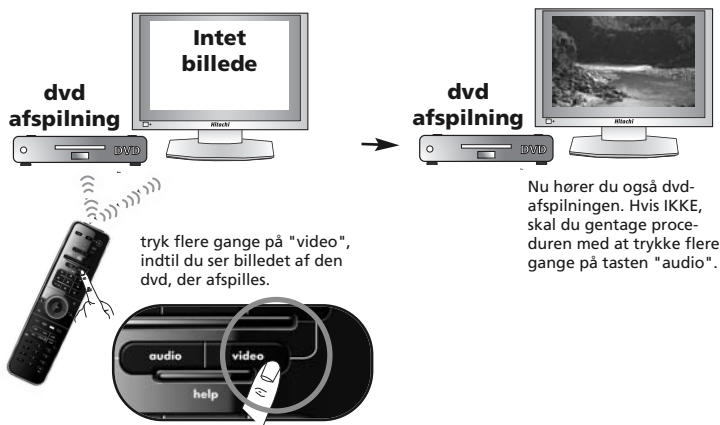 Intet
billede
dvd
afspilning
Hitachi
DVD
dvd
afspilning
Hitachi
DVD
Nu hører du også dvd-
afspilningen. Hvis IKKE,
skal du gentage proce-
duren med at trykke flere
gange på tasten "audio".
tryk flere gange på "video",
indtil du ser billedet af den
dvd, der afspilles.
audio
video
help